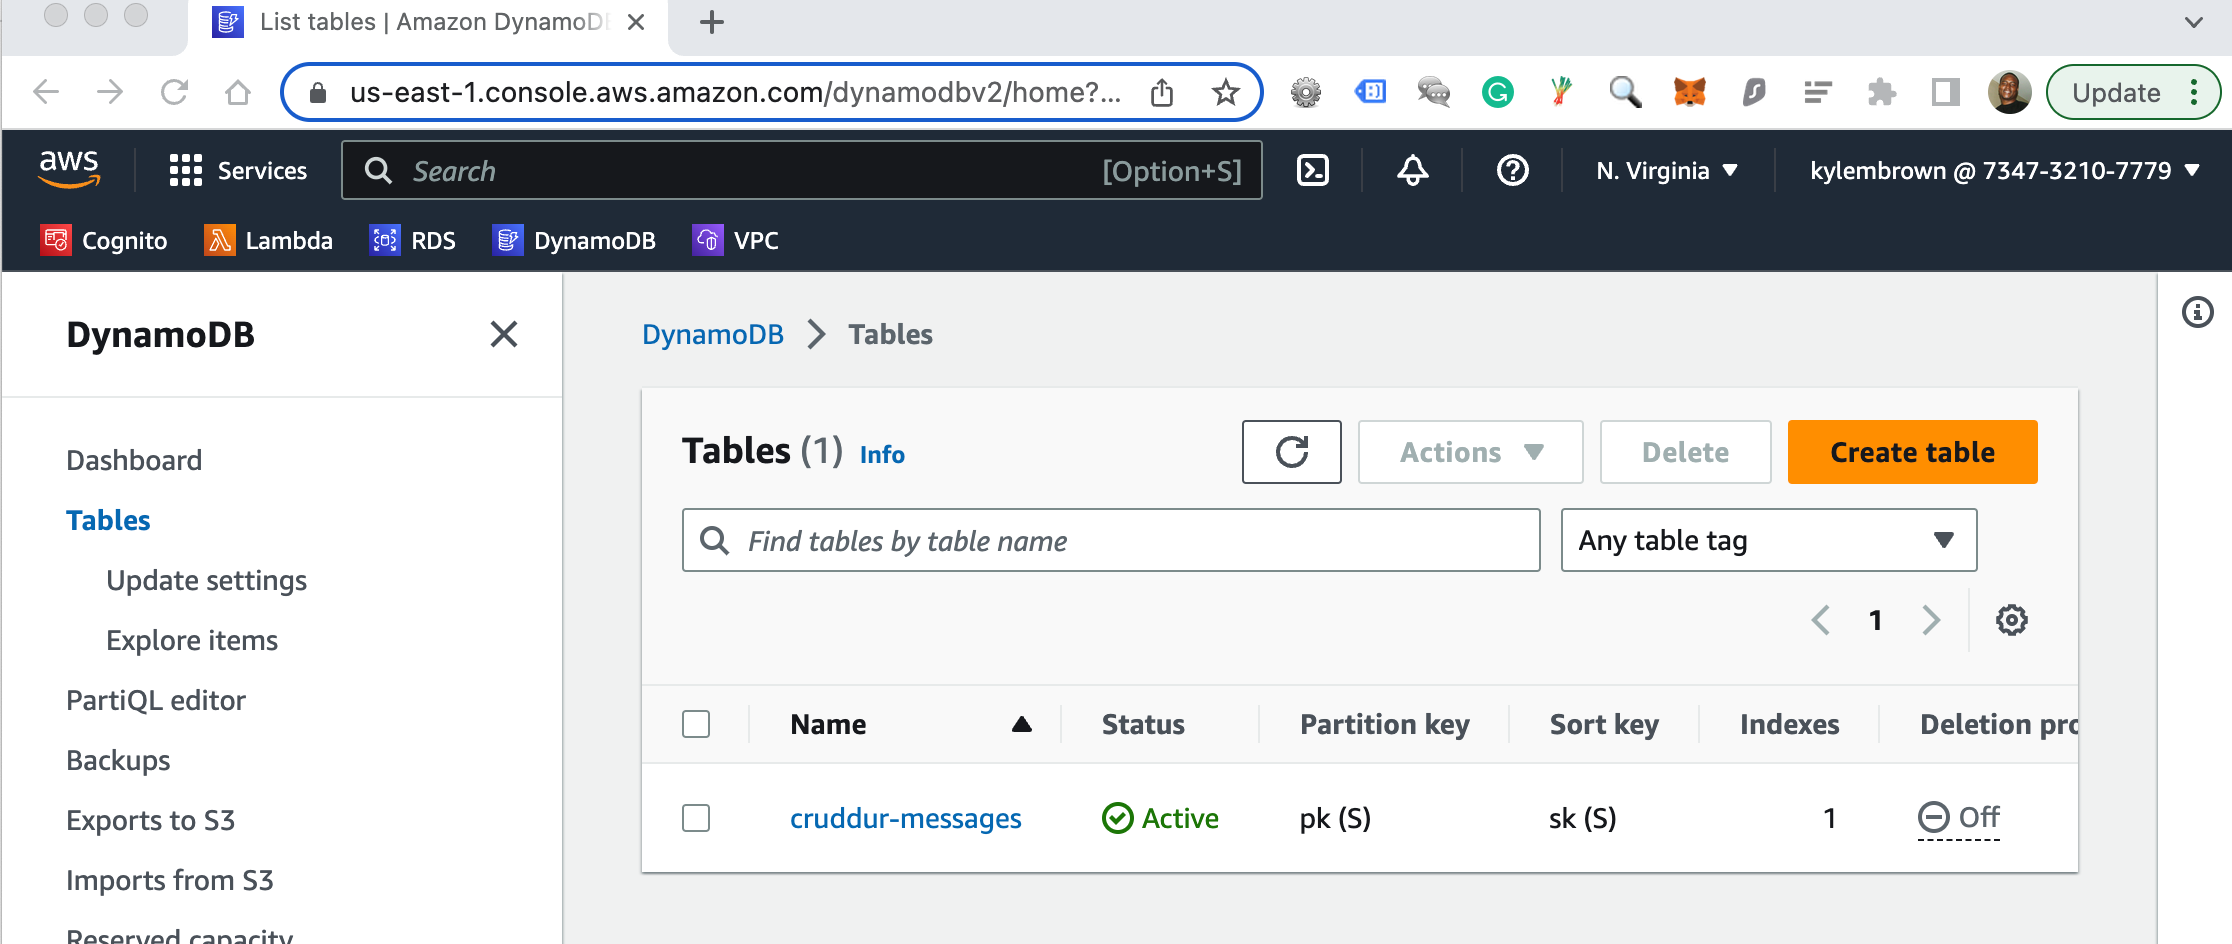 List tables | Amazon DynamoDB
us-east-1.console.aws.amazon.com/dynamodbv2/home?...
Update
aws
Services
Search
[Option+S]
N. Virginia
kylembrown @ 7347-3210-7779
Cognito
Lambda
RDS
DynamoDB
VPC
DynamoDB
Dashboard
Tables
Update settings
Explore items
PartiQL editor
Backups
Exports to S3
Imports from S3
Reserved capacity
DynamoDB > Tables
Tables (1) Info
Actions
Delete
Create table
Find tables by table name
Any table tag
1
Name Status Partition key Sort key Indexes Deletion pro
cruddur-messages Active pk (S) sk (S) 1 Off